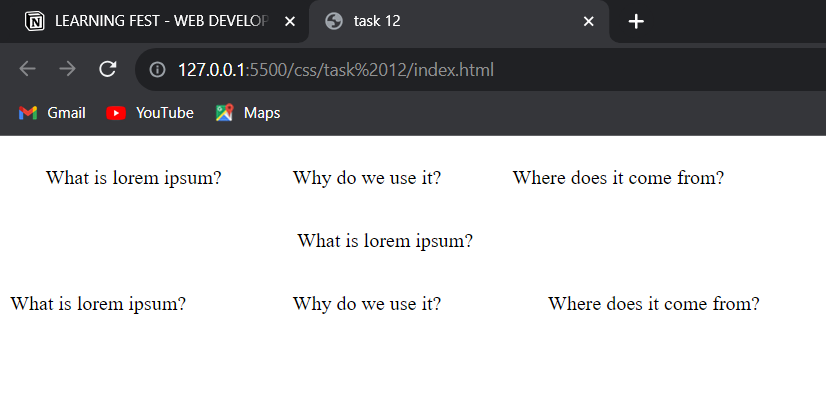 LEARNING FEST - WEB DEVELOP
task 12
127.0.0.1:5500/css/task%2012/index.html
Gmail YouTube Maps
What is lorem ipsum? Why do we use it? Where does it come from?
What is lorem ipsum?
What is lorem ipsum? Why do we use it? Where does it come from?